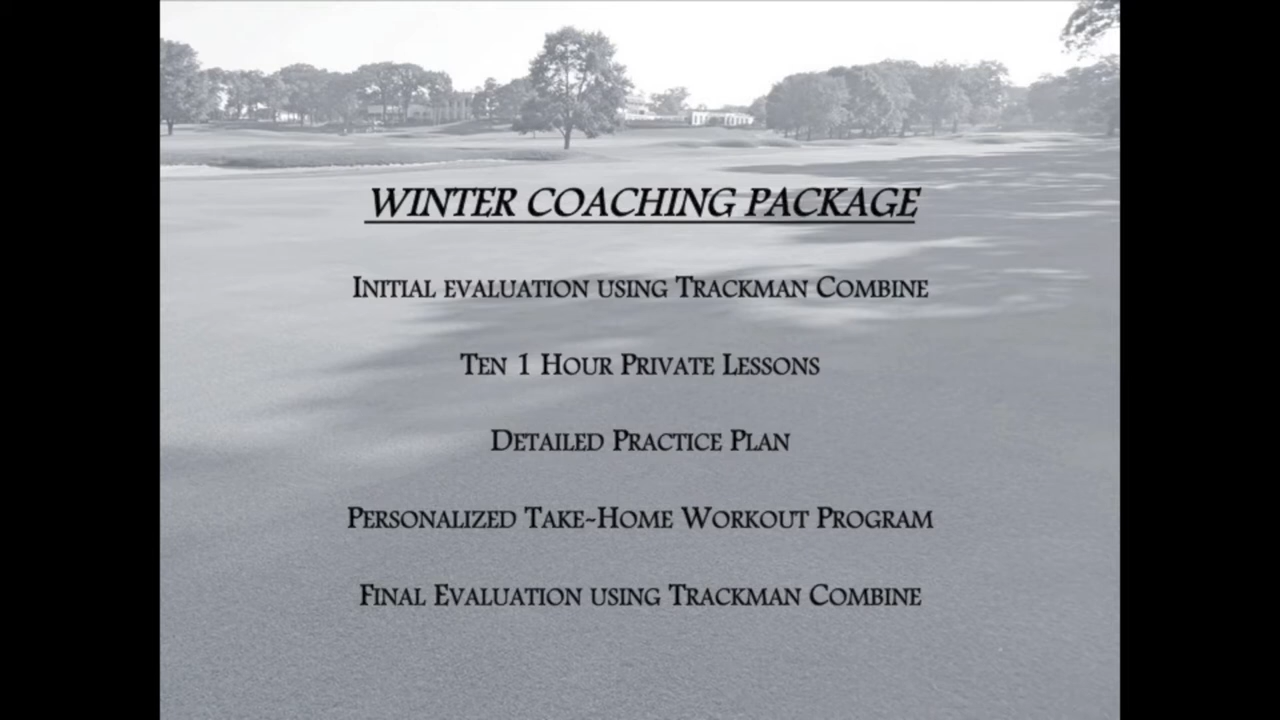 WINTER COACHING PACKAGE
Initial evaluation using Trackman Combine
Ten 1 Hour Private Lessons
Detailed Practice Plan
Personalized Take-Home Workout Program
Final Evaluation using Trackman Combine